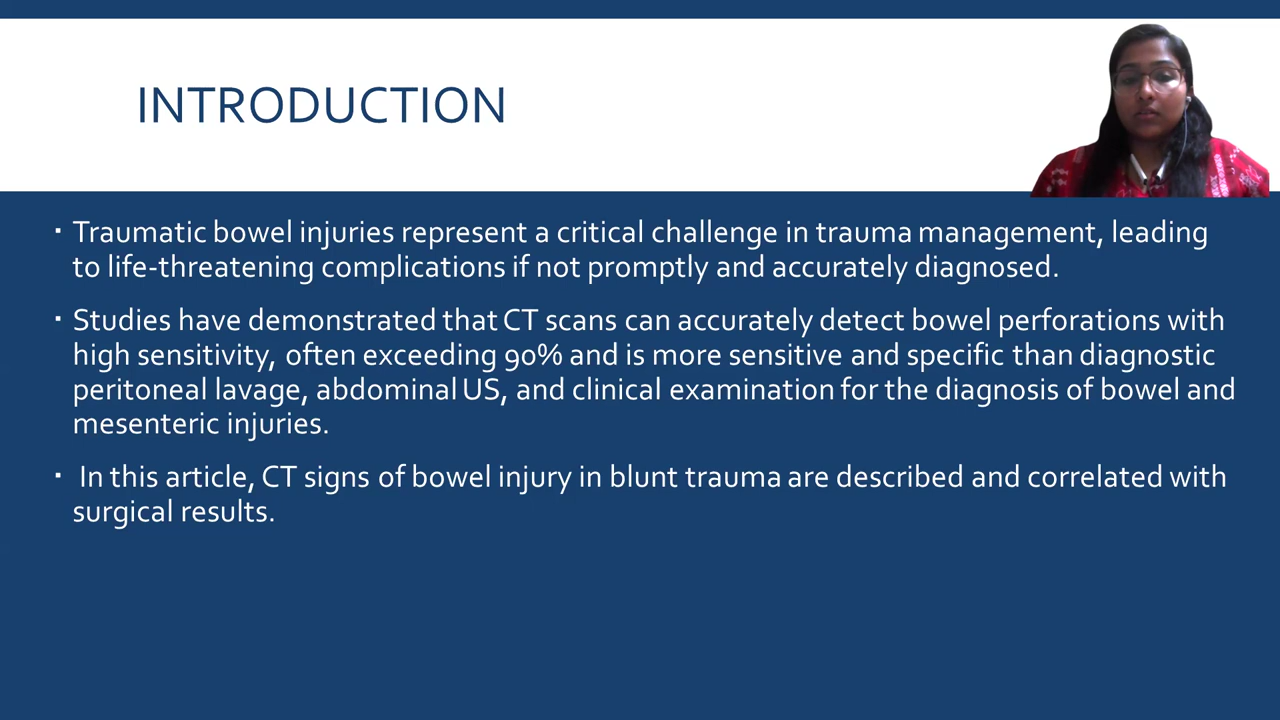 INTRODUCTION
▪ Traumatic bowel injuries represent a critical challenge in trauma management, leading
to life-threatening complications if not promptly and accurately diagnosed.
▪ Studies have demonstrated that CT scans can accurately detect bowel perforations with
high sensitivity, often exceeding 90% and is more sensitive and specific than diagnostic
peritoneal lavage, abdominal US, and clinical examination for the diagnosis of bowel and
mesenteric injuries.
▪ In this article, CT signs of bowel injury in blunt trauma are described and correlated with
surgical results.